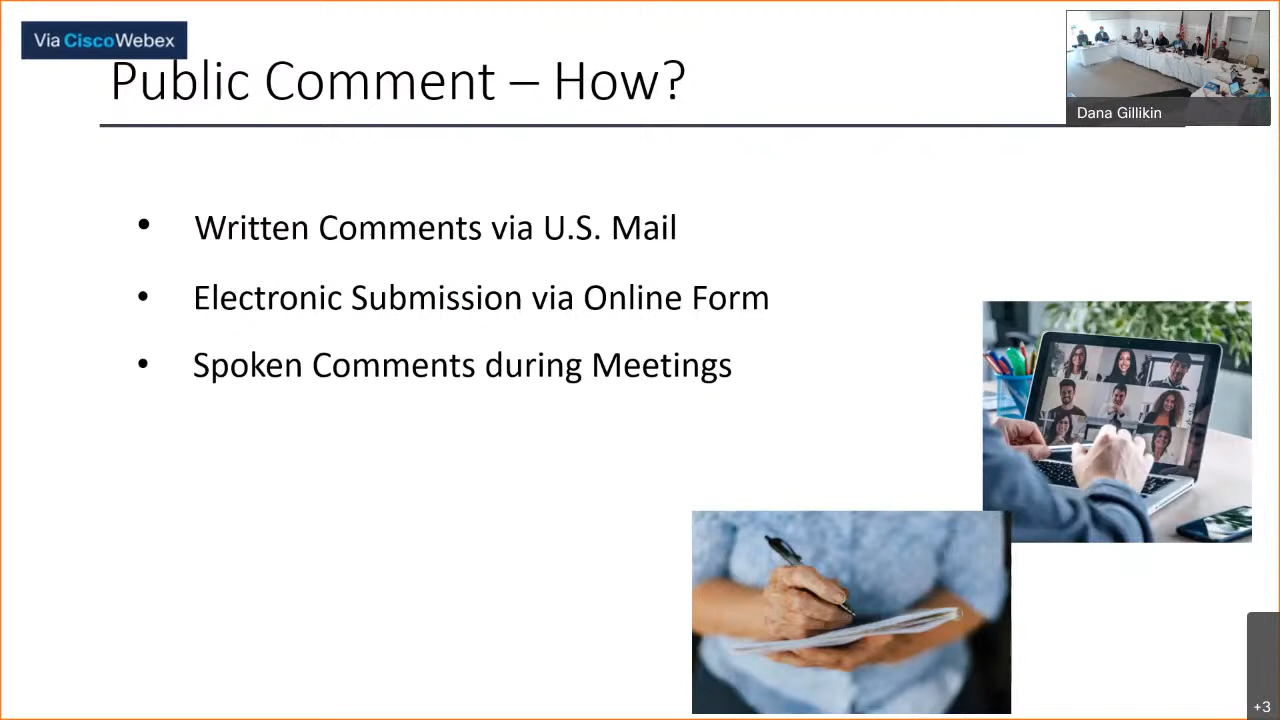 Via CiscoWebex
Public Comment – How?
Dana Gillikin
• Written Comments via U.S. Mail
• Electronic Submission via Online Form
• Spoken Comments during Meetings
+3